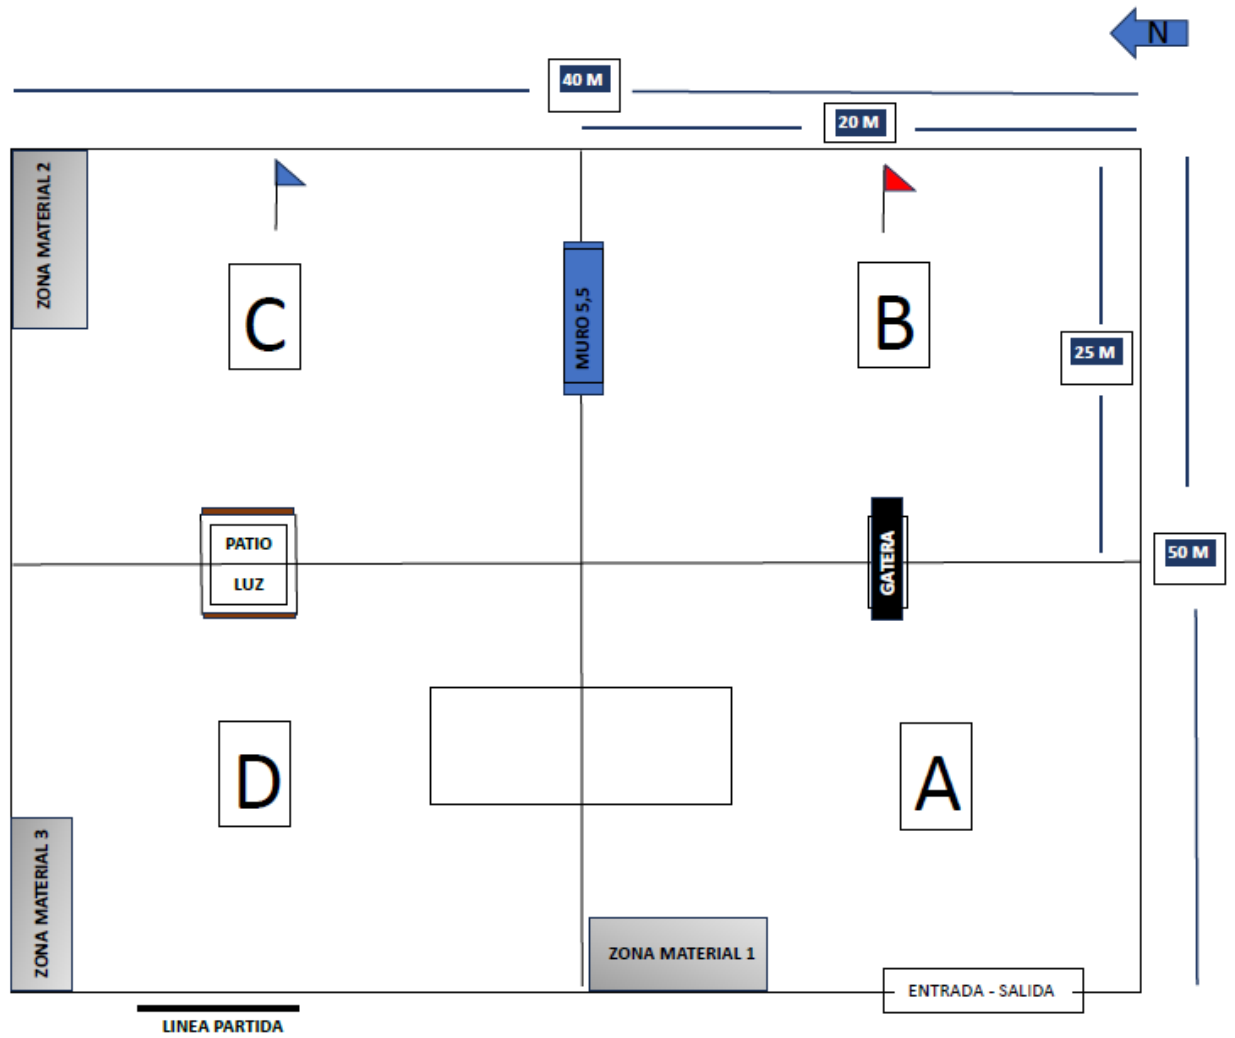 N
40 M
20 M
ZONA MATERIAL 2
C
MURO 5,5
B
25 M
PATIO
LUZ
GATERA
50 M
D
A
ZONA MATERIAL 3
ZONA MATERIAL 1
ENTRADA - SALIDA
LINEA PARTIDA